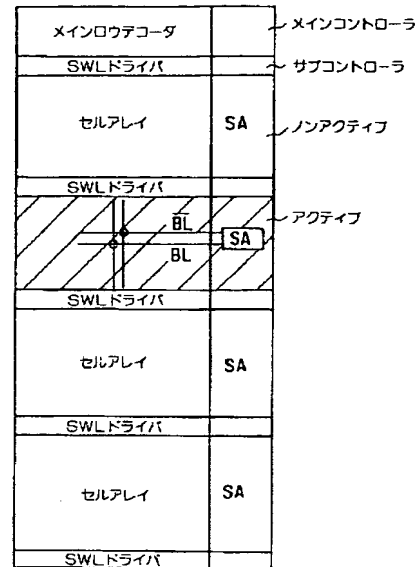 メインロウデコーダ
メインコントローラ
SWLドライバ
サブコントローラ
セルアレイ
SA
ノンアクティブ
SWLドライバ
アクティブ
B̅L̅
SA
BL
SWLドライバ
セルアレイ
SA
SWLドライバ
セルアレイ
SA
SWLドライバ